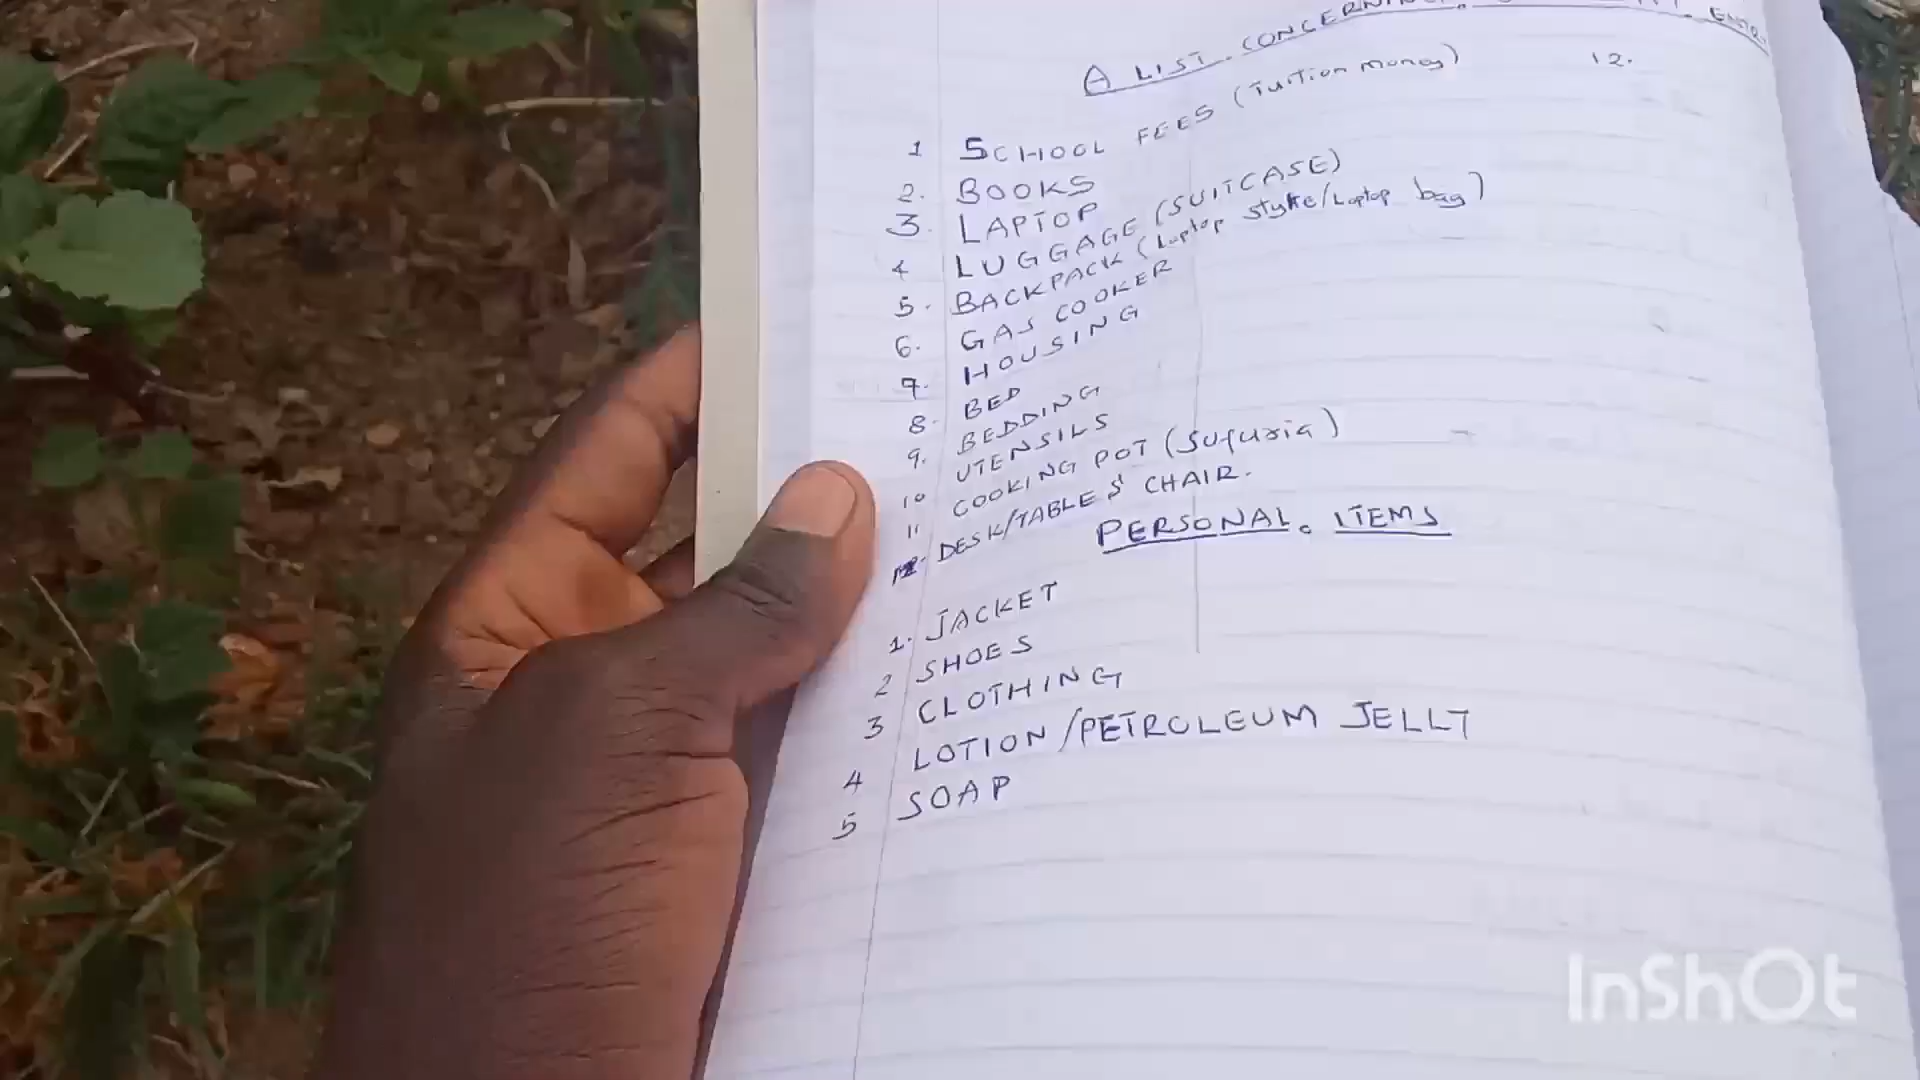 A LIST CONCERNING ENTRY
12.
1 SCHOOL FEES (Tuition money)
2. BOOKS
3. LAPTOP
4 LUGGAGE (SUITCASE)
5. BACKPACK (Laptop style/Laptop bag)
6. GAS COOKER
7. HOUSING
8. BED
9. BEDDING
10 UTENSILS
11 COOKING POT (Sufuria)
12. DESK/TABLE & CHAIR.
PERSONAL. ITEMS
1. JACKET
2 SHOES
3 CLOTHING
4 LOTION/PETROLEUM JELLY
5 SOAP
InShOt